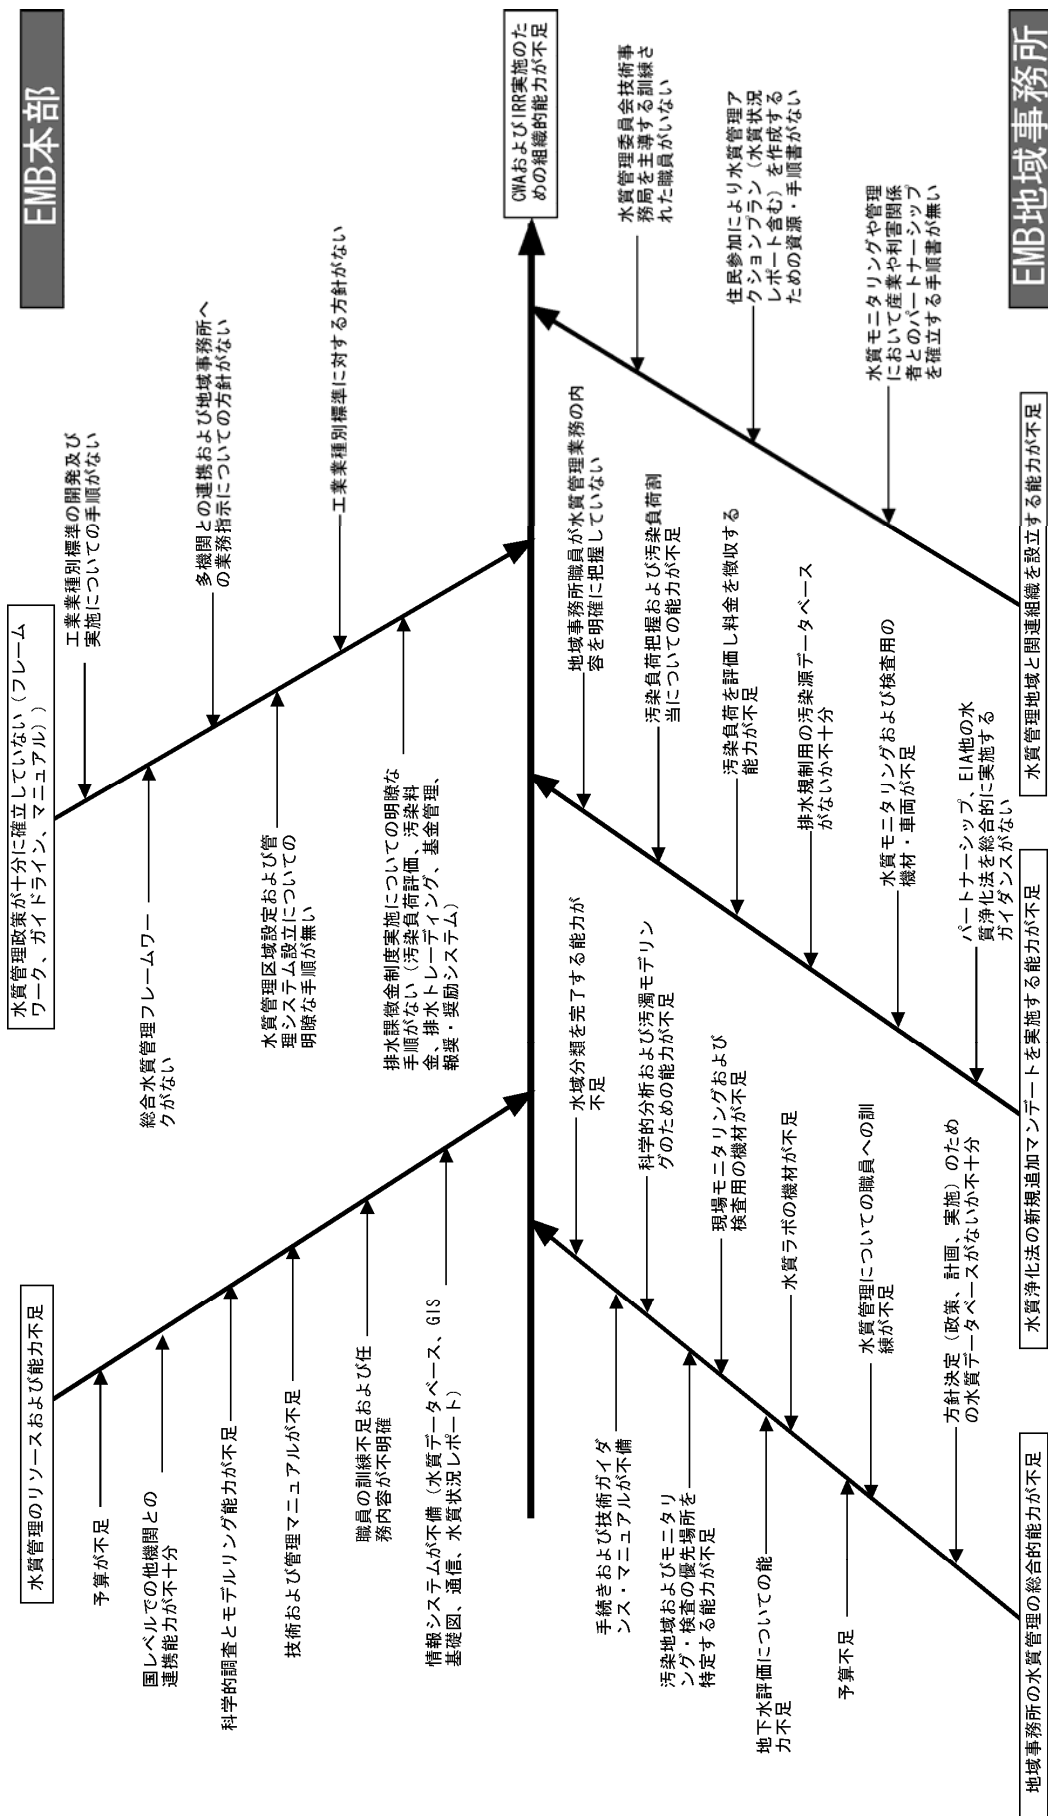 EMB本部
水質管理のリソースおよび能力不足
予算が不足
国レベルでの他機関との
連携能力が不十分
科学的調査とモデルリング能力が不足
技術および管理マニュアルが不足
職員の訓練不足および任
務内容が不明確
情報システムが不備（水質データベース、GIS
基礎図、通信、水質状況レポート）
水質管理政策が十分に確立していない（フレーム
ワーク、ガイドライン、マニュアル））
工業業種別標準の開発及び
実施についての手順がない
総合水質管理フレームワー
クがない
多機関との連携および地域事務所へ
の業務指示についての方針がない
水質管理区域設定および管
理システム設立についての
明瞭な手順が無い
工業業種別標準に対する方針がない
排水課徴金制度実施についての明瞭な
手順がない（汚染負荷評価、汚染料
金、排水トレーディング、基金管理、
報奨・奨励システム）
CWAおよびIRR実施のた
めの組織的能力が不足
水域分類を完了する能力が
不足
手続きおよび技術ガイダ
ンス・マニュアルが不備
科学的分析および汚濁モデリン
グのための能力が不足
汚染地域およびモニタリ
ング・検査の優先場所を
特定する能力が不足
現場モニタリングおよび
検査用の機材が不足
地下水評価についての能
力不足
水質ラボの機材が不足
予算不足
水質管理についての職員への訓
練が不足
方針決定（政策、計画、実施）のため
の水質データベースがないか不十分
地域事務所の水質管理の総合的能力が不足
地域事務所職員が水質管理業務の内
容を明確に把握していない
汚染負荷把握および汚染負荷割
当についての能力が不足
汚染負荷を評価し料金を徴収する
能力が不足
排水規制用の汚染源データベース
がないか不十分
水質モニタリングおよび検査用の
機材・車両が不足
パートナーシップ、EIA他の水
質浄化法を総合的に実施する
ガイダンスがない
水質浄化法の新規追加マンデートを実施する能力が不足
水質管理委員会技術事
務局を主導する訓練さ
れた職員がいない
住民参加により水質管理ア
クションプラン（水質状況
レポート含む）を作成する
ための資源・手順書がない
水質モニタリングや管理
において産業や利害関係
者とのパートナーシップ
を確立する手順書が無い
水質管理地域と関連組織を設立する能力が不足
EMB地域事務所